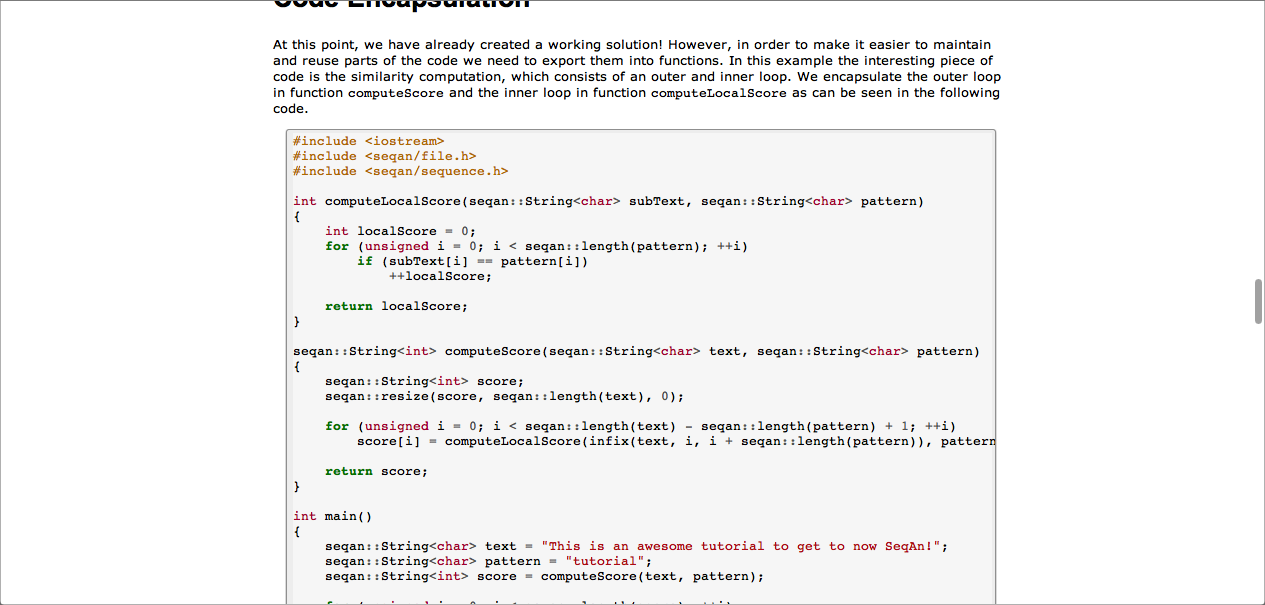 Code Encapsulation
At this point, we have already created a working solution! However, in order to make it easier to maintain
and reuse parts of the code we need to export them into functions. In this example the interesting piece of
code is the similarity computation, which consists of an outer and inner loop. We encapsulate the outer loop
in function computeScore and the inner loop in function computeLocalScore as can be seen in the following
code.
#include <iostream>
#include <seqan/file.h>
#include <seqan/sequence.h>
int computeLocalScore(seqan::String<char> subText, seqan::String<char> pattern)
{
    int localScore = 0;
    for (unsigned i = 0; i < seqan::length(pattern); ++i)
        if (subText[i] == pattern[i])
            ++localScore;
    return localScore;
}
seqan::String<int> computeScore(seqan::String<char> text, seqan::String<char> pattern)
{
    seqan::String<int> score;
    seqan::resize(score, seqan::length(text), 0);
    for (unsigned i = 0; i < seqan::length(text) - seqan::length(pattern) + 1; ++i)
        score[i] = computeLocalScore(infix(text, i, i + seqan::length(pattern)), pattern
    return score;
}
int main()
{
    seqan::String<char> text = "This is an awesome tutorial to get to now SeqAn!";
    seqan::String<char> pattern = "tutorial";
    seqan::String<int> score = computeScore(text, pattern);